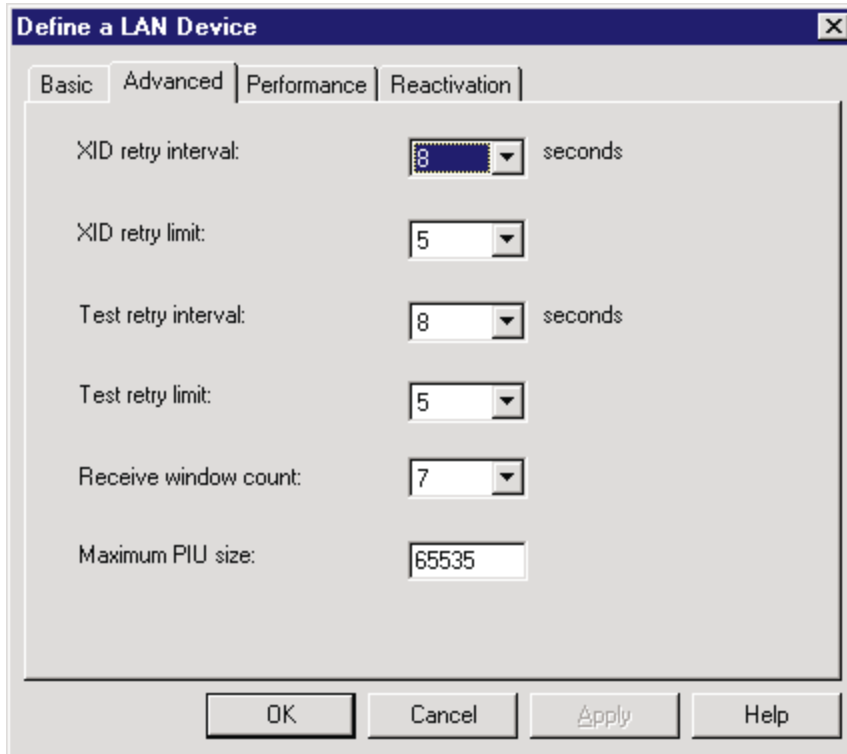 Define a LAN Device
Basic Advanced Performance Reactivation
XID retry interval: 8 seconds
XID retry limit: 5
Test retry interval: 8 seconds
Test retry limit: 5
Receive window count: 7
Maximum PIU size: 65535
OK Cancel Apply Help